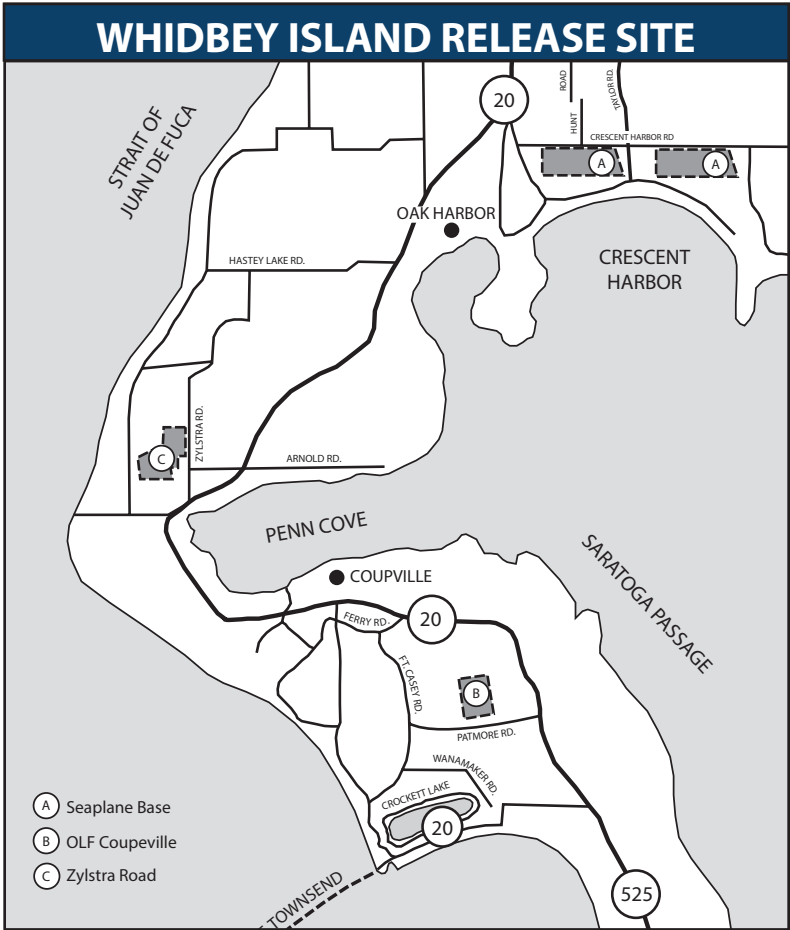 WHIDBEY ISLAND RELEASE SITE
STRAIT OF
JUAN DE FUCA
20
ROAD
HUNT
TAYLOR RD.
CRESCENT HARBOR RD
A
A
OAK HARBOR
CRESCENT
HARBOR
HASTEY LAKE RD.
ZYLSTRA RD.
C
ARNOLD RD.
PENN COVE
SARATOGA PASSAGE
COUPVILLE
FERRY RD.
20
FT. CASEY RD.
B
PATMORE RD.
WANAMAKER RD.
CROCKETT LAKE
20
A Seaplane Base
B OLF Coupeville
C Zylstra Road
TOWNSEND
525